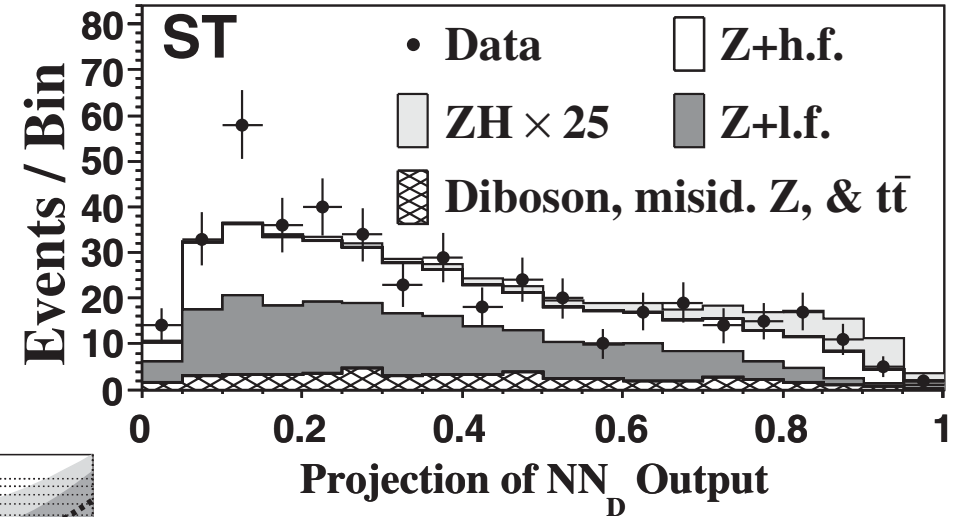 ST
Data
Z+h.f.
ZH × 25
Z+l.f.
Diboson, misid. Z, & tt̄
Events / Bin
80
70
60
50
40
30
20
10
0
0 0.2 0.4 0.6 0.8 1
Projection of NN_D Output